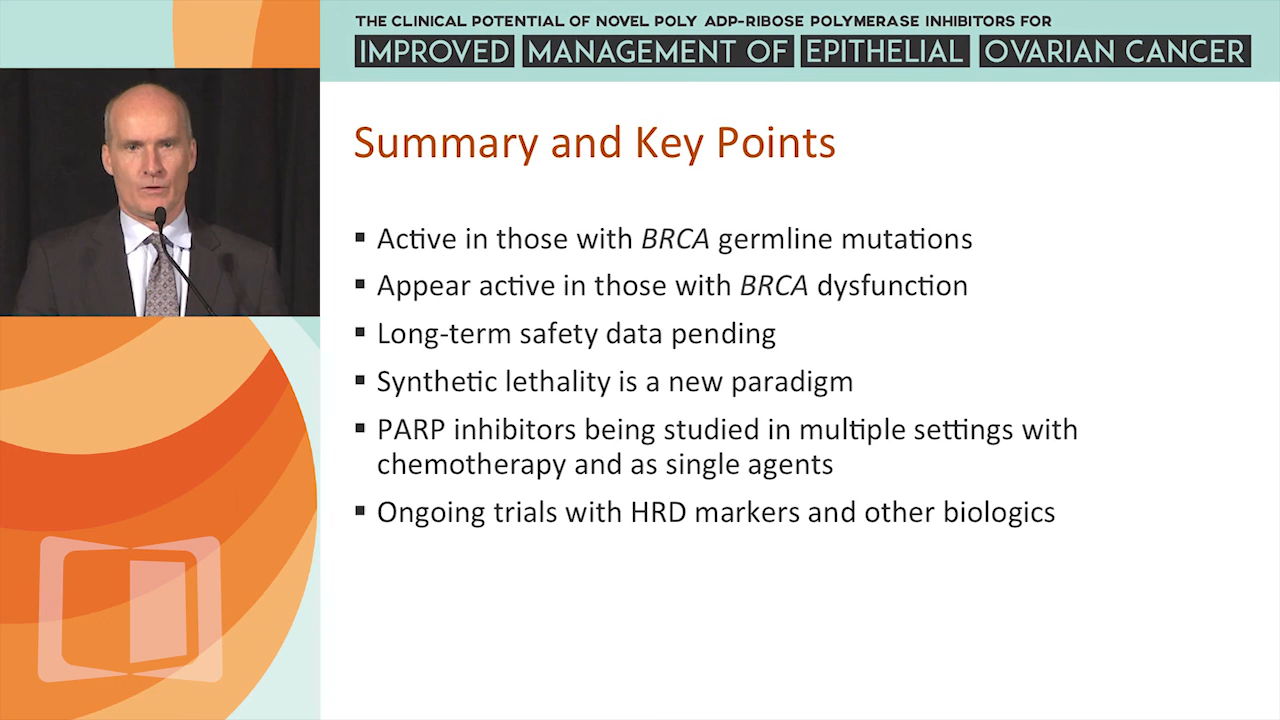 THE CLINICAL POTENTIAL OF NOVEL POLY ADP-RIBOSE POLYMERASE INHIBITORS FOR
IMPROVED MANAGEMENT OF EPITHELIAL OVARIAN CANCER
Summary and Key Points
▪ Active in those with BRCA germline mutations
▪ Appear active in those with BRCA dysfunction
▪ Long-term safety data pending
▪ Synthetic lethality is a new paradigm
▪ PARP inhibitors being studied in multiple settings with
chemotherapy and as single agents
▪ Ongoing trials with HRD markers and other biologics